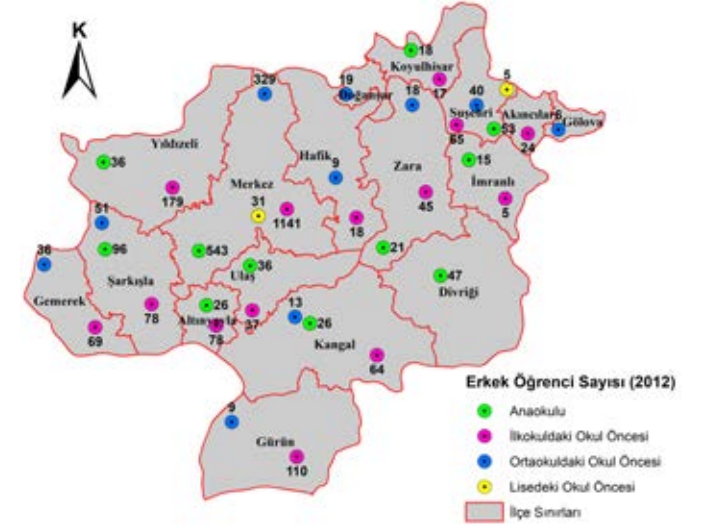 K
18
Koyulhisar
17
329
19
Doğanşar
18
40
5
Suşehri
Akıncılar
6
Gölova
65
53
24
Yıldızeli
36
179
Hafik
9
Zara
15
İmranlı
Merkez
31
1141
18
45
5
51
96
543
21
36
Ulaş
47
Divriği
36
Gemerek
Şarkışla
69
78
26
Altınyayla
78
37
13
26
Kangal
64
9
Gürün
110
Erkek Öğrenci Sayısı (2012)
Anaokulu
İlkokuldaki Okul Öncesi
Ortaokuldaki Okul Öncesi
Lisedeki Okul Öncesi
İlçe Sınırları